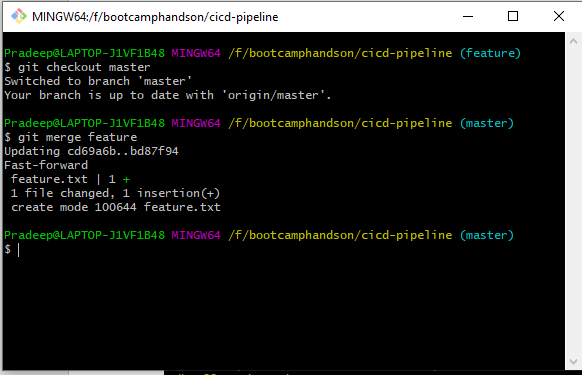 MINGW64:/f/bootcamphandson/cicd-pipeline
Pradeep@LAPTOP-J1VF1B48 MINGW64 /f/bootcamphandson/cicd-pipeline (feature)
$ git checkout master
Switched to branch 'master'
Your branch is up to date with 'origin/master'.
Pradeep@LAPTOP-J1VF1B48 MINGW64 /f/bootcamphandson/cicd-pipeline (master)
$ git merge feature
Updating cd69a6b..bd87f94
Fast-forward
feature.txt | 1 +
1 file changed, 1 insertion(+)
create mode 100644 feature.txt
Pradeep@LAPTOP-J1VF1B48 MINGW64 /f/bootcamphandson/cicd-pipeline (master)
$